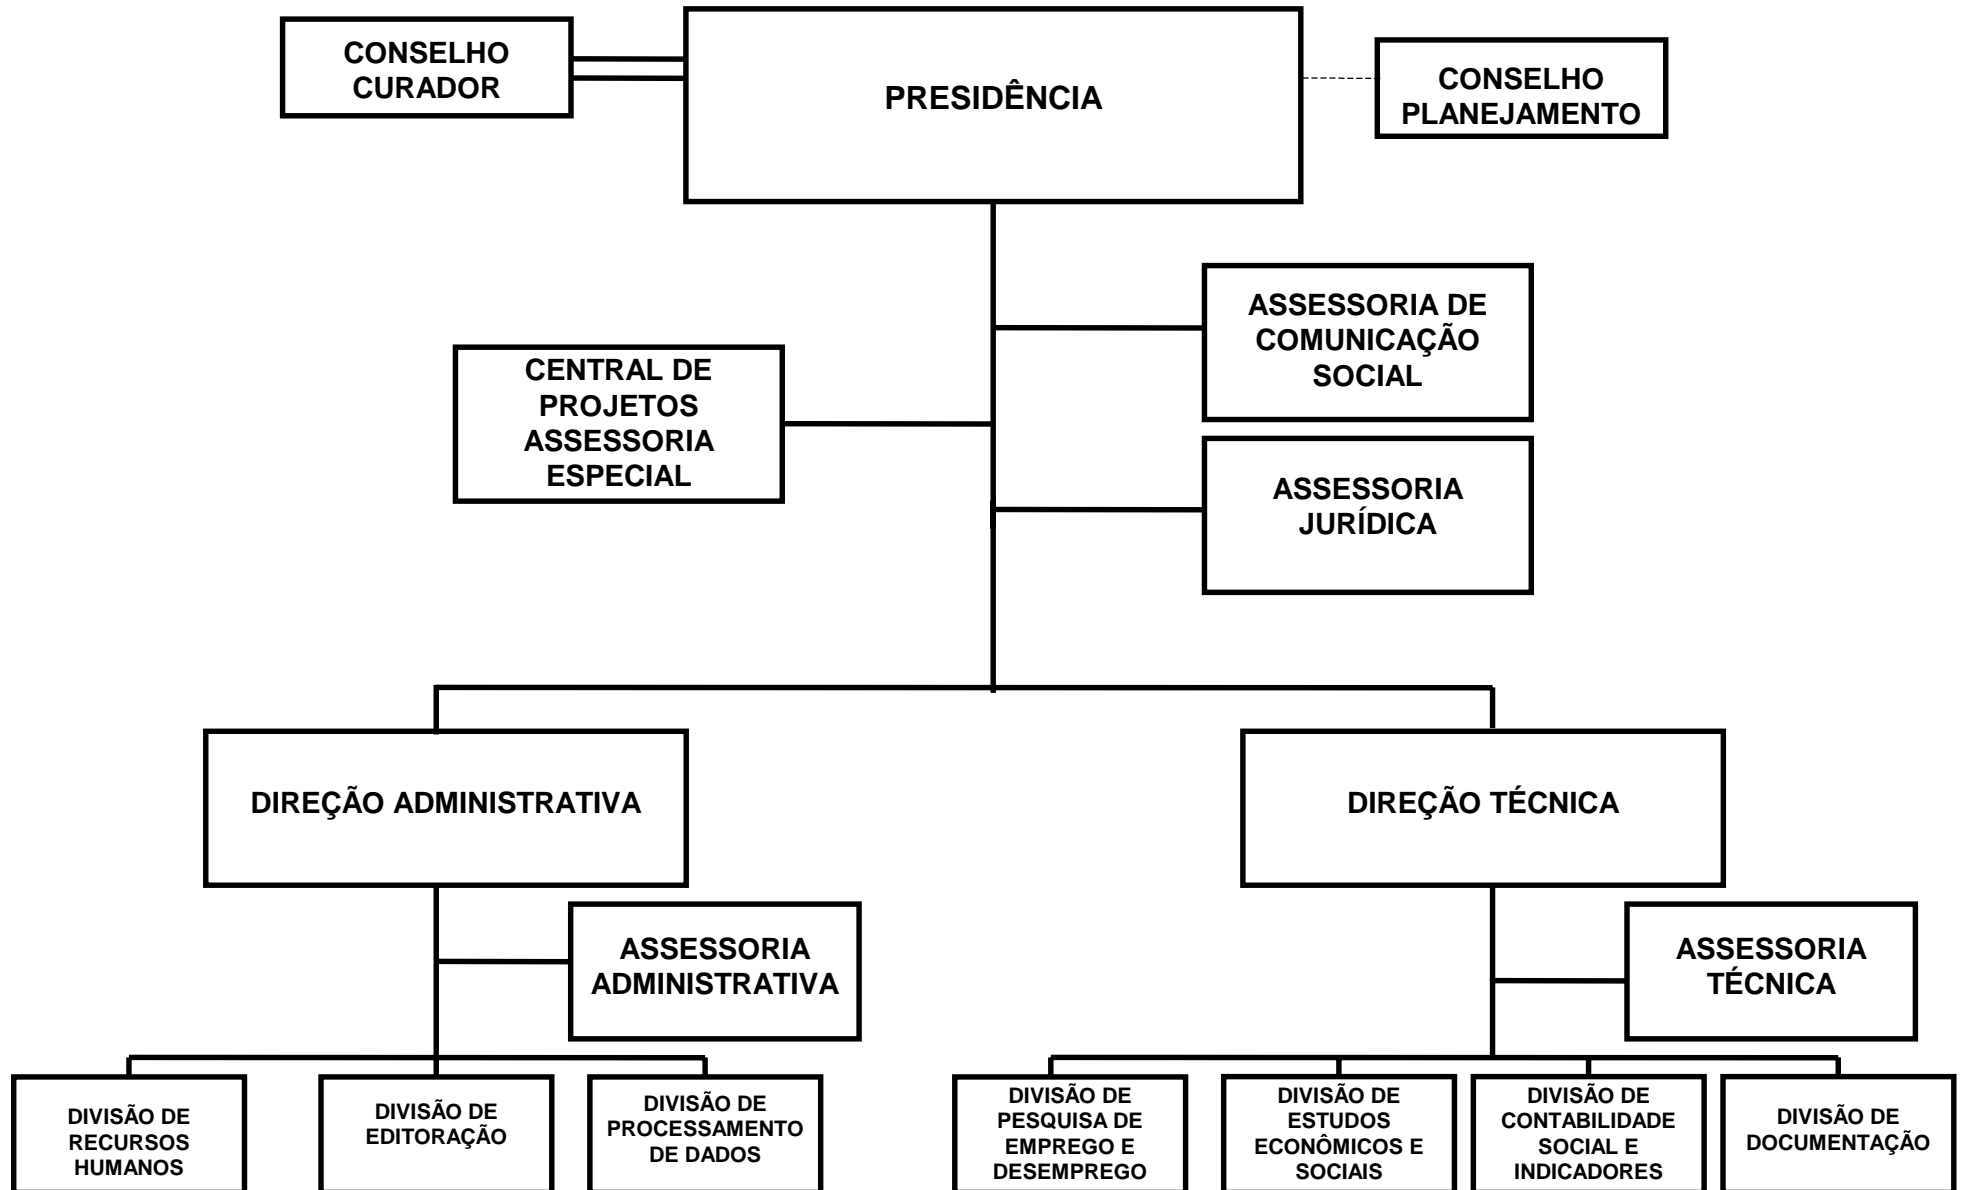 CONSELHO
CURADOR
PRESIDÊNCIA
CONSELHO
PLANEJAMENTO
ASSESSORIA DE
COMUNICAÇÃO
SOCIAL
CENTRAL DE
PROJETOS
ASSESSORIA
ESPECIAL
ASSESSORIA
JURÍDICA
DIREÇÃO ADMINISTRATIVA
DIREÇÃO TÉCNICA
ASSESSORIA
ADMINISTRATIVA
ASSESSORIA
TÉCNICA
DIVISÃO DE
RECURSOS
HUMANOS
DIVISÃO DE
EDITORAÇÃO
DIVISÃO DE
PROCESSAMENTO
DE DADOS
DIVISÃO DE
PESQUISA DE
EMPREGO E
DESEMPREGO
DIVISÃO DE
ESTUDOS
ECONÔMICOS E
SOCIAIS
DIVISÃO DE
CONTABILIDADE
SOCIAL E
INDICADORES
DIVISÃO DE
DOCUMENTAÇÃO